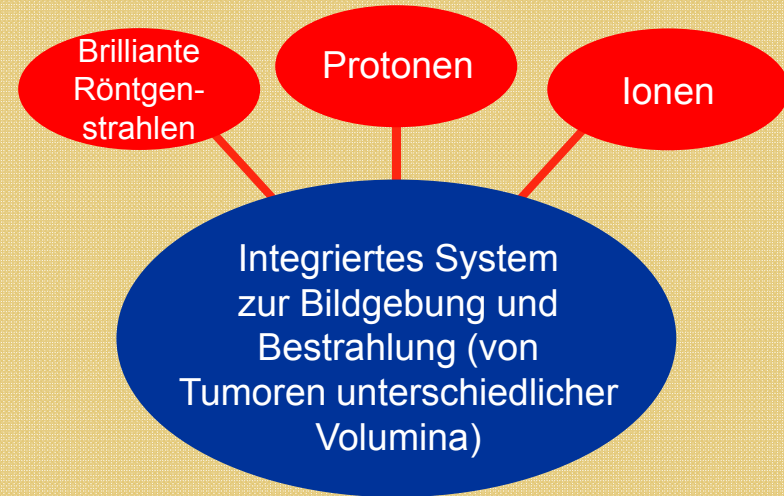 Brilliante
Röntgen-
strahlen
Protonen
Ionen
Integriertes System
zur Bildgebung und
Bestrahlung (von
Tumoren unterschiedlicher
Volumina)